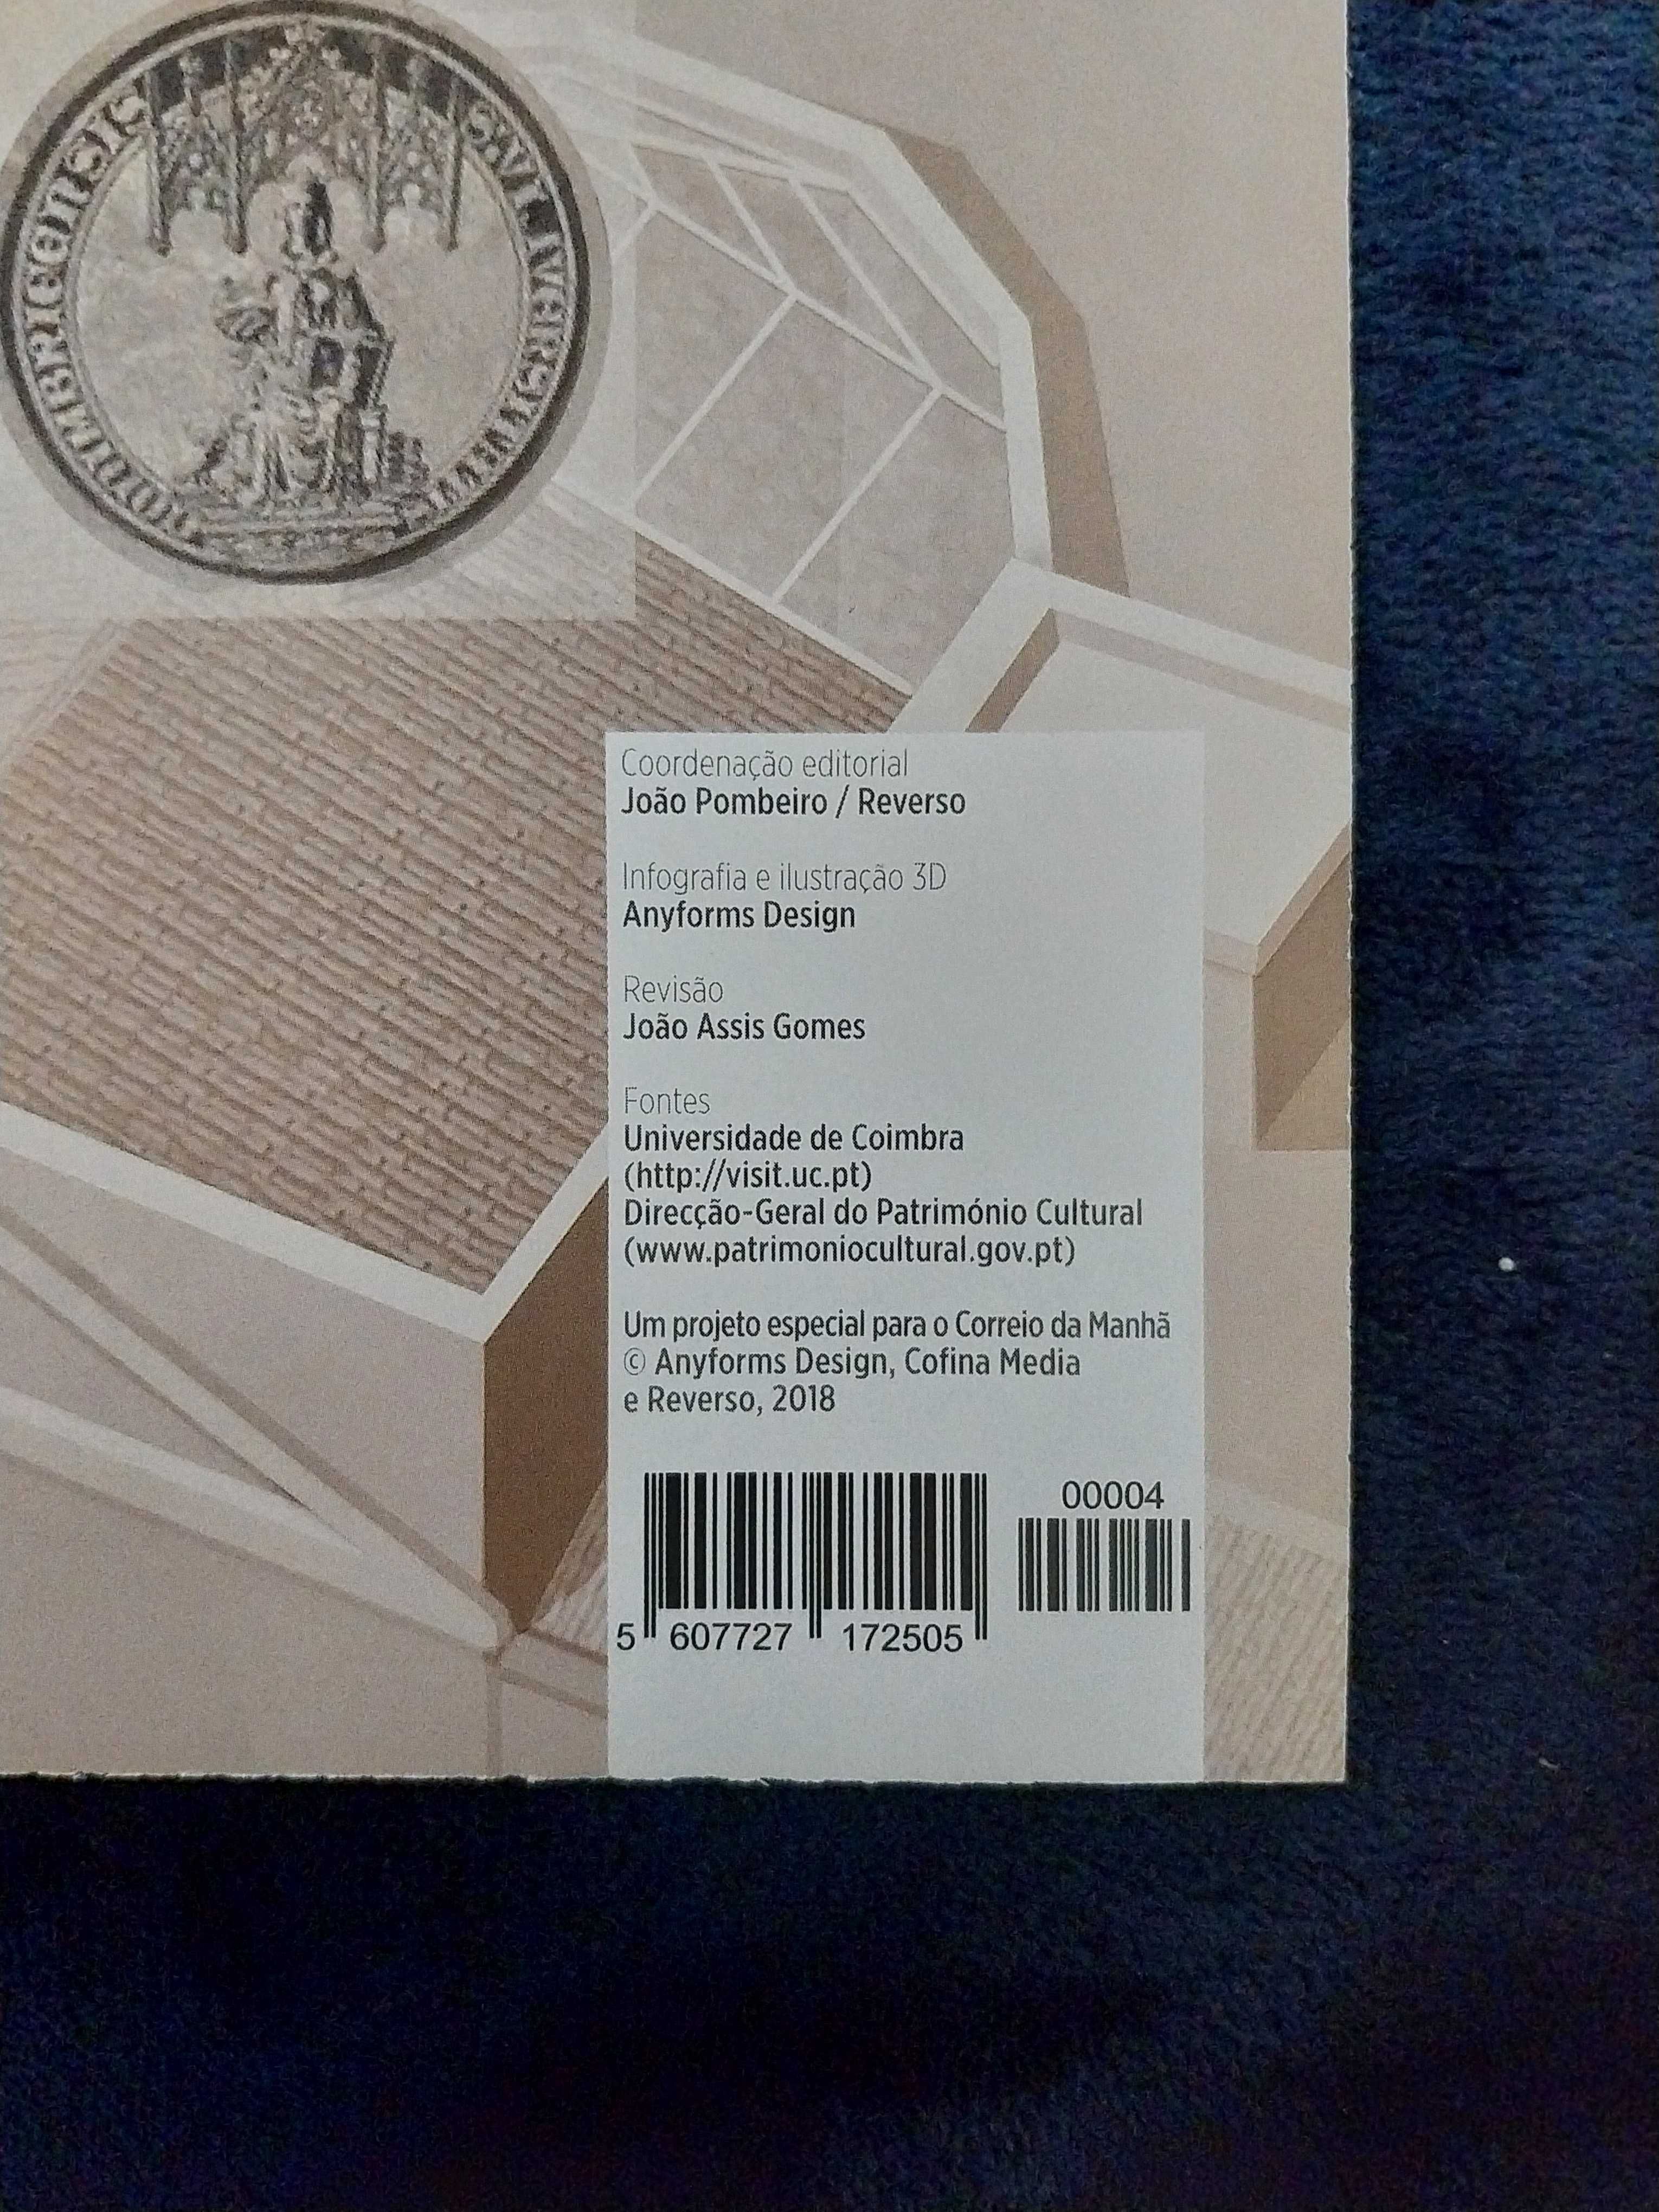 Coordenação editorial
João Pombeiro / Reverso
Infografia e ilustração 3D
Anyforms Design
Revisão
João Assis Gomes
Fontes
Universidade de Coimbra
(http://visit.uc.pt)
Direcção-Geral do Património Cultural
(www.patrimoniocultural.gov.pt)
Um projeto especial para o Correio da Manhã
© Anyforms Design, Cofina Media
e Reverso, 2018
00004
5 607727 172505